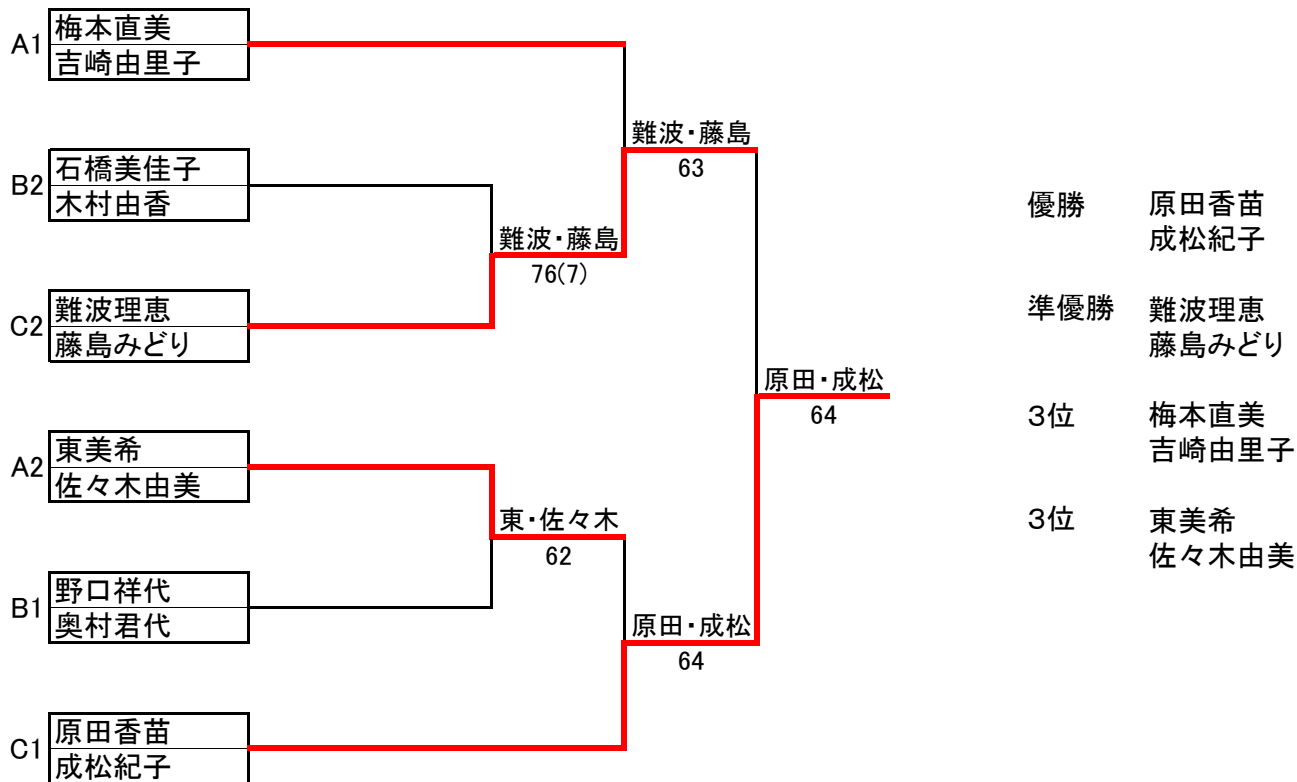 A1
梅本直美
吉崎由里子
B2
石橋美佳子
木村由香
C2
難波理恵
藤島みどり
A2
東美希
佐々木由美
B1
野口祥代
奥村君代
C1
原田香苗
成松紀子
難波・藤島
76(7)
東・佐々木
62
難波・藤島
63
原田・成松
64
原田・成松
64
優勝 原田香苗
成松紀子
準優勝 難波理恵
藤島みどり
3位 梅本直美
吉崎由里子
3位 東美希
佐々木由美